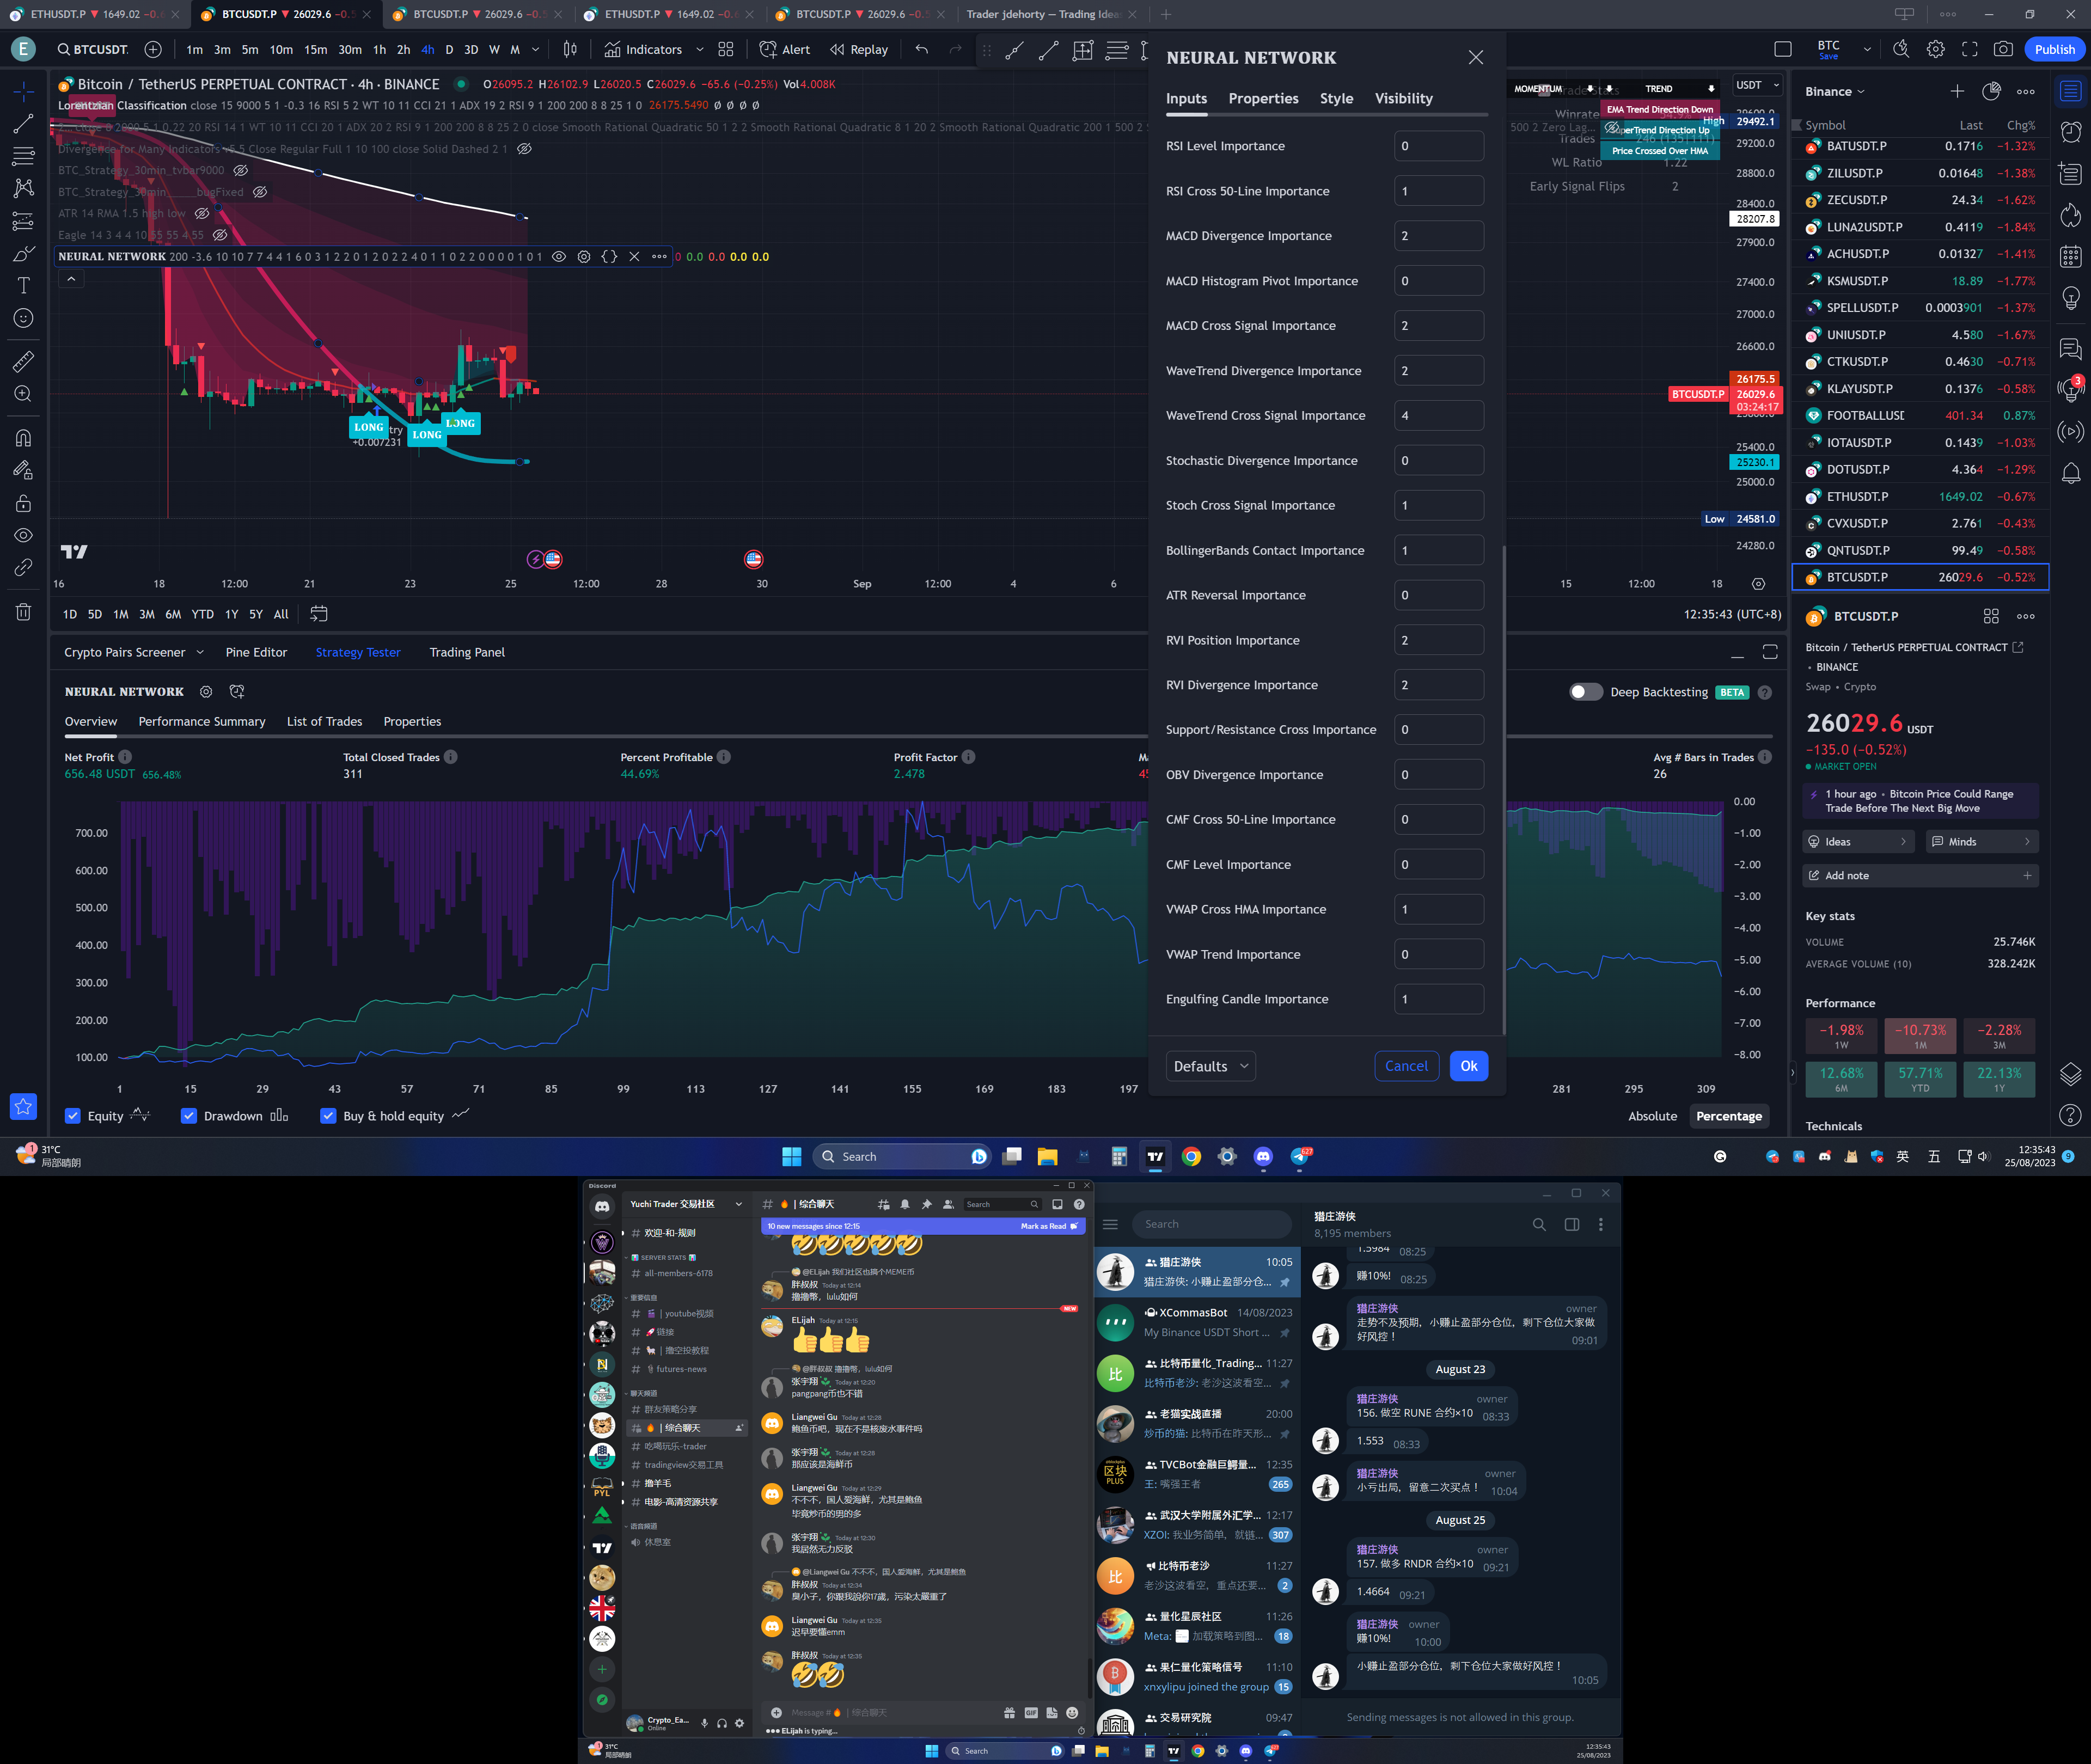 ETHUSDT.P ▼ 1649.02
BTCUSDT.P ▼ 26029.6
BTCUSDT.P ▼ 26029.6
ETHUSDT.P ▼ 1649.02
BTCUSDT.P ▼ 26029.6
Trader jdehorty — Trading Idea
E
BTCUSDT.
1m 3m 5m 10m 15m 30m 1h 2h 4h D 3D W M
Indicators
Alert
Replay
BTC
Save
Publish
Bitcoin / TetherUS PERPETUAL CONTRACT · 4h · BINANCE
O26095.2 H26102.9 L26020.5 C26029.6 −65.6 (−0.25%) Vol4.008K
Lorentzian Classification close 15 9000 5 1 -0.3 16 RSI 5 2 WT 10 11 CCI 21 1 ADX 19 2 RSI 9 1 200 200 8 8 25 1 0 26175.5490 Ø Ø Ø Ø
Divergence for Many Indicators v5.5 Close Regular Full 1 10 100 close Solid Dashed 2 1
BTC_Strategy_30min_tvbar9000
BTC_Strategy_30min____bugFixed
ATR 14 RMA 1.5 high low
Eagle 14 3 4 4 10 55 55 4 55
NEURAL NETWORK 200 -3.6 10 10 7 7 4 4 1 6 0 3 1 2 2 0 1 2 0 2 2 4 0 1 1 0 2 2 0 0 0 0 1 0 1
0 0.0 0.0 0.0 0.0
LONG
LONG
LONG
+0.007231
16 18 12:00 21 23 25 12:00 28 30 Sep 12:00 4 6 15 12:00 18
1D 5D 1M 3M 6M YTD 1Y 5Y All
12:35:43 (UTC+8)
MOMENTUM
TREND
EMA Trend Direction Down
SuperTrend Direction Up
Price Crossed Over HMA
Trade Stats
Winrate
Trades
WL Ratio 1.22
Early Signal Flips 2
USDT
High 29492.1
29200.0
28800.0
28400.0
28207.8
27900.0
27400.0
27000.0
26600.0
26175.5
BTCUSDT.P 26029.6
03:24:17
25400.0
25230.1
25000.0
Low 24581.0
24280.0
NEURAL NETWORK
Inputs Properties Style Visibility
RSI Level Importance 0
RSI Cross 50-Line Importance 1
MACD Divergence Importance 2
MACD Histogram Pivot Importance 0
MACD Cross Signal Importance 2
WaveTrend Divergence Importance 2
WaveTrend Cross Signal Importance 4
Stochastic Divergence Importance 0
Stoch Cross Signal Importance 1
BollingerBands Contact Importance 1
ATR Reversal Importance 0
RVI Position Importance 2
RVI Divergence Importance 2
Support/Resistance Cross Importance 0
OBV Divergence Importance 0
CMF Cross 50-Line Importance 0
CMF Level Importance 0
VWAP Cross HMA Importance 1
VWAP Trend Importance 0
Engulfing Candle Importance 1
Defaults
Cancel
Ok
Crypto Pairs Screener Pine Editor Strategy Tester Trading Panel
NEURAL NETWORK
Deep Backtesting BETA
Overview Performance Summary List of Trades Properties
Net Profit
656.48 USDT 656.48%
Total Closed Trades
311
Percent Profitable
44.69%
Profit Factor
2.478
Avg # Bars in Trades
26
700.00
600.00
500.00
400.00
300.00
200.00
100.00
0.00
−1.00
−2.00
−3.00
−4.00
−5.00
−6.00
−7.00
−8.00
1 15 29 43 57 71 85 99 113 127 141 155 169 183 197 281 295 309
Equity
Drawdown
Buy & hold equity
Absolute
Percentage
Binance
Symbol Last Chg%
BATUSDT.P 0.1716 −1.32%
ZILUSDT.P 0.01648 −1.38%
ZECUSDT.P 24.34 −1.62%
LUNA2USDT.P 0.4119 −1.84%
ACHUSDT.P 0.01327 −1.41%
KSMUSDT.P 18.89 −1.77%
SPELLUSDT.P 0.0003901 −1.37%
UNIUSDT.P 4.580 −1.67%
CTKUSDT.P 0.4630 −0.71%
KLAYUSDT.P 0.1376 −0.58%
FOOTBALLUSD 401.34 0.87%
IOTAUSDT.P 0.1439 −1.03%
DOTUSDT.P 4.364 −1.29%
ETHUSDT.P 1649.02 −0.67%
CVXUSDT.P 2.761 −0.43%
QNTUSDT.P 99.49 −0.58%
BTCUSDT.P 26029.6 −0.52%
BTCUSDT.P
Bitcoin / TetherUS PERPETUAL CONTRACT
• BINANCE
Swap • Crypto
26029.6 USDT
−135.0 (−0.52%)
MARKET OPEN
1 hour ago • Bitcoin Price Could Range
Trade Before The Next Big Move
Ideas
Minds
Add note
Key stats
VOLUME 25.746K
AVERAGE VOLUME (10) 328.242K
Performance
−1.98% −10.73% −2.28%
1W 1M 3M
12.68% 57.71% 22.13%
6M YTD 1Y
Technicals
3
1
31°C
局部晴朗
Search
627
英
五
12:35:43
25/08/2023
9
Discord
Yuchi Trader 交易社区
欢迎-和-规则
SERVER STATS
all-members-6178
重要信息
| youtube视频
链接
| 撸空投教程
futures-news
聊天频道
群友策略分享
| 综合聊天
吃喝玩乐-trader
tradingview交易工具
撸羊毛
电影-高清资源共享
语音频道
休息室
PYL
Crypto_Ea...
Online
# | 综合聊天
Search
10 new messages since 12:15
Mark as Read
@ELijah 我们社区也搞个MEME币
胖叔叔 Today at 12:14
撸撸幣，lulu如何
NEW
ELijah Today at 12:15
@胖叔叔 撸撸幣，lulu如何
张宇翔 Today at 12:20
pangpang币也不错
Liangwei Gu Today at 12:28
鲍鱼币吧，现在不是核废水事件吗
张宇翔 Today at 12:28
那应该是海鲜币
Liangwei Gu Today at 12:29
不不不，国人爱海鲜，尤其是鲍鱼
毕竟炒币的男的多
张宇翔 Today at 12:30
我居然无力反驳
@Liangwei Gu 不不不，国人爱海鲜，尤其是鲍鱼
胖叔叔 Today at 12:34
臭小子，你跟我說你17歲，污染太嚴重了
Liangwei Gu Today at 12:35
迟早要懂emm
胖叔叔 Today at 12:35
Message # | 综合聊天
ELijah is typing...
Search
猎庄游侠 10:05
猎庄游侠: 小赚止盈部分仓...
XCommasBot 14/08/2023
My Binance USDT Short ...
比
比特币量化_Trading... 11:27
比特币老沙: 老沙这波看空...
老猫实战直播 20:00
炒币的猫: 比特币在昨天形...
区块
PLUS
TVCBot金融巨鳄量... 12:35
王: 嘴强王者 265
武汉大学附属外汇学... 12:17
XZOI: 我业务简单，就链... 307
比
比特币老沙 11:27
老沙这波看空，重点还要... 2
量化星辰社区 11:26
Meta: 加载策略到图... 18
果仁量化策略信号 11:10
xnxylipu joined the group 15
交易研究院 09:47
猎庄游侠
8,195 members
1.5984 08:25
赚10%! 08:25
猎庄游侠 owner
走势不及预期，小赚止盈部分仓位，剩下仓位大家做
好风控！ 09:01
August 23
猎庄游侠 owner
156. 做空 RUNE 合约×10 08:33
1.553 08:33
猎庄游侠 owner
小亏出局，留意二次买点！ 10:04
August 25
猎庄游侠 owner
157. 做多 RNDR 合约×10 09:21
1.4664 09:21
猎庄游侠 owner
赚10%! 10:00
小赚止盈部分仓位，剩下仓位大家做好风控！
10:05
Sending messages is not allowed in this group.
31°C
局部晴朗
Search
12:35:43
25/08/2023